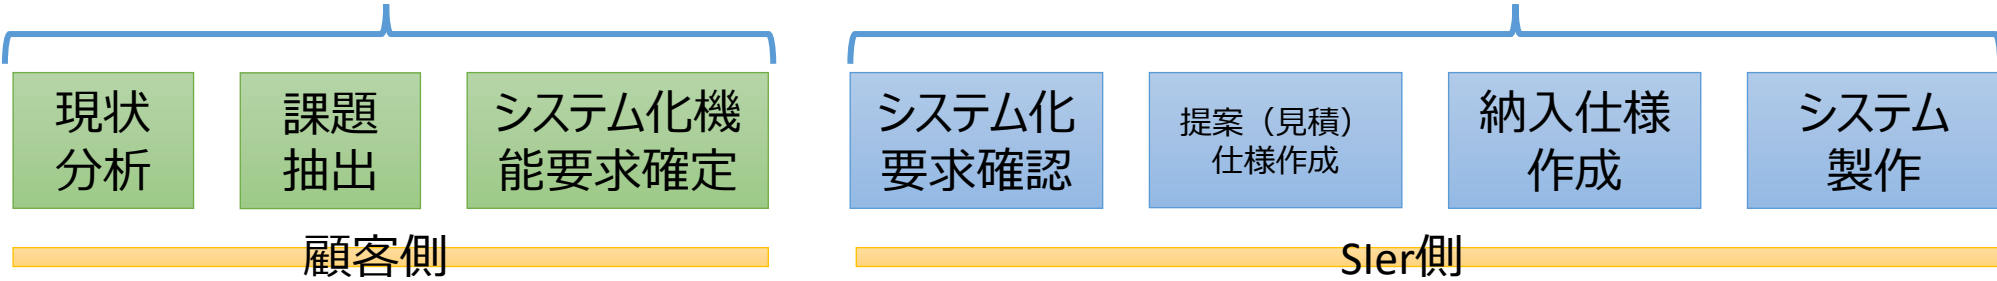 現状
分析
課題
抽出
システム化機
能要求確定
システム化
要求確認
提案（見積）
仕様作成
納入仕様
作成
システム
製作
顧客側
SIer側